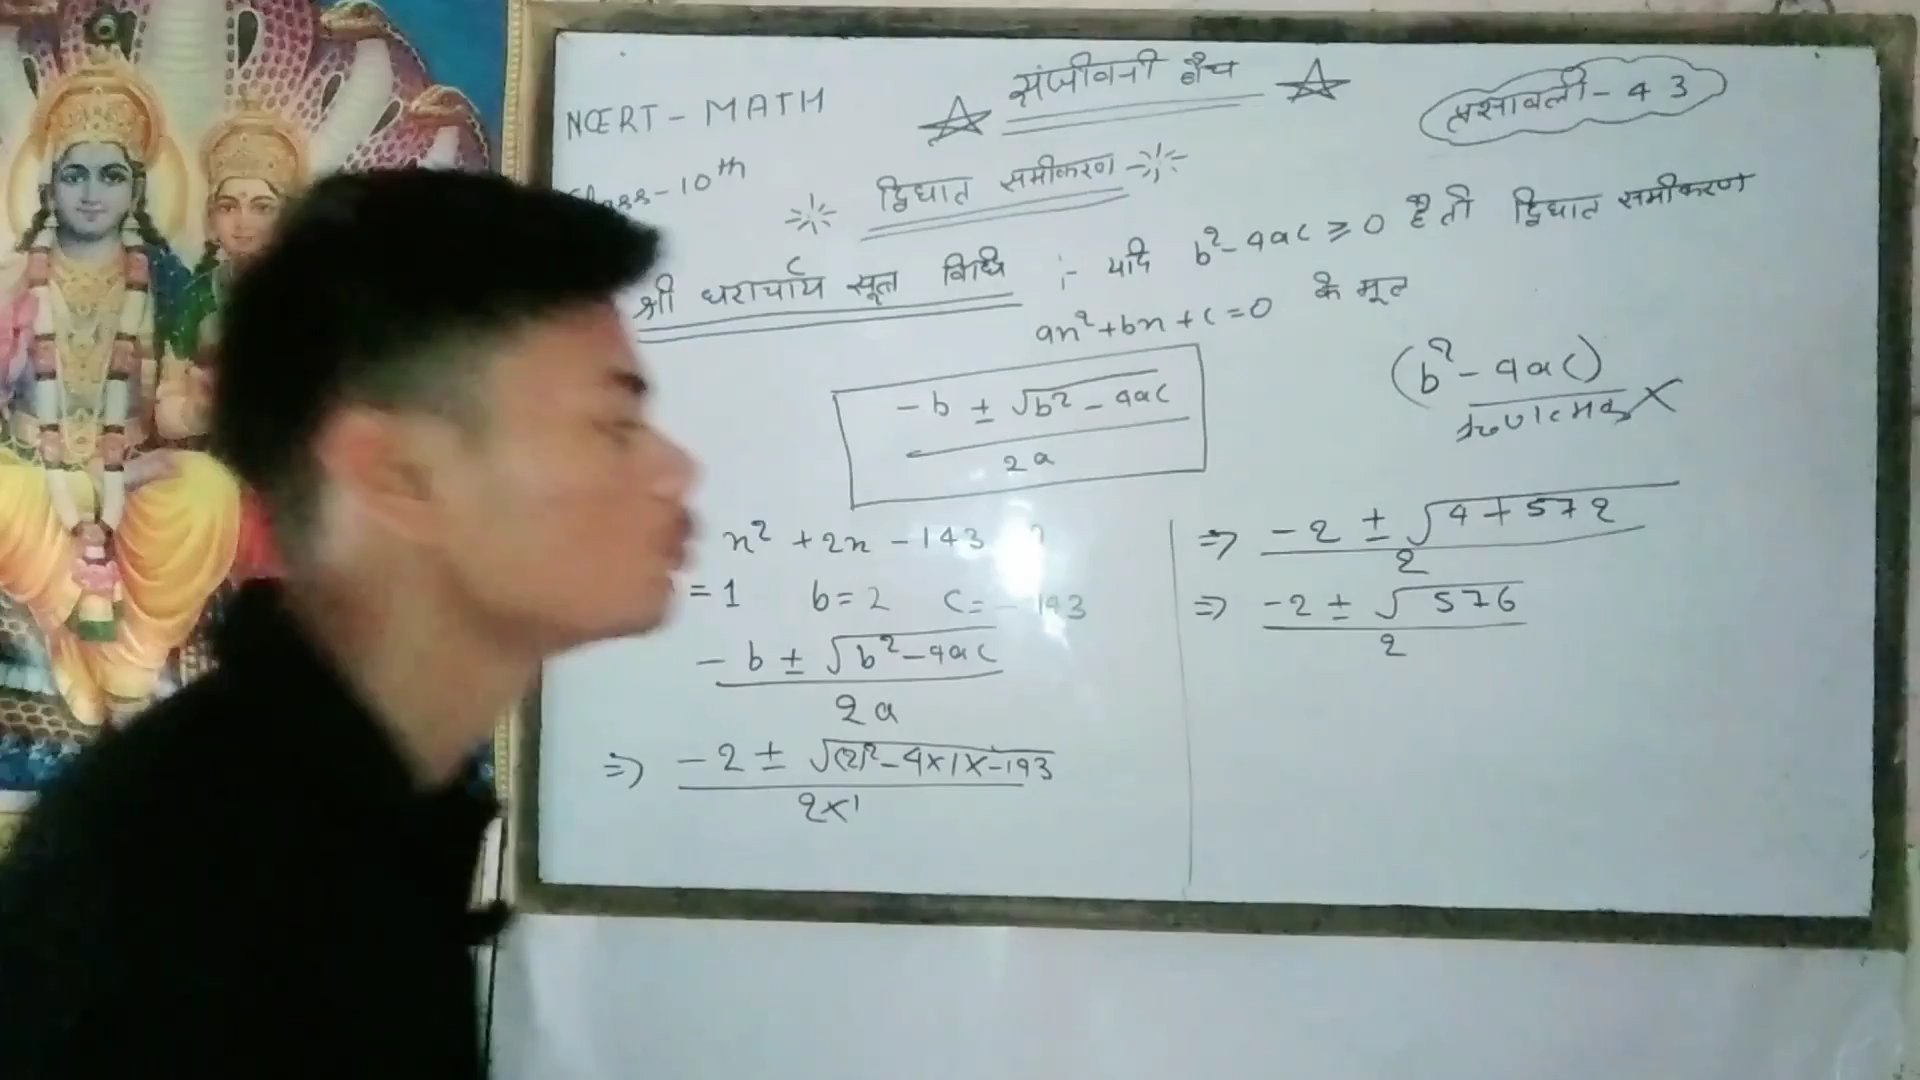 NCERT - MATH
संजीवनी बैच
प्रश्नावली - 4 3
Class - 10th
द्विघात समीकरण
श्री धराचार्य सूत्र विधि :- यदि b² - 4ac ≥ 0 है तो द्विघात समीकरण
ax² + bx + c = 0 के मूल
-b ± √b² - 4ac
2a
(b² - 4ac)
ऋणात्मक ×
x² + 2x - 143
= 1 b = 2 c = - 143
- b ± √b² - 4ac
2a
⇒ -2 ± √(2)² - 4×1×-143
2×1
⇒ -2 ± √4 + 572
2
⇒ -2 ± √576
2